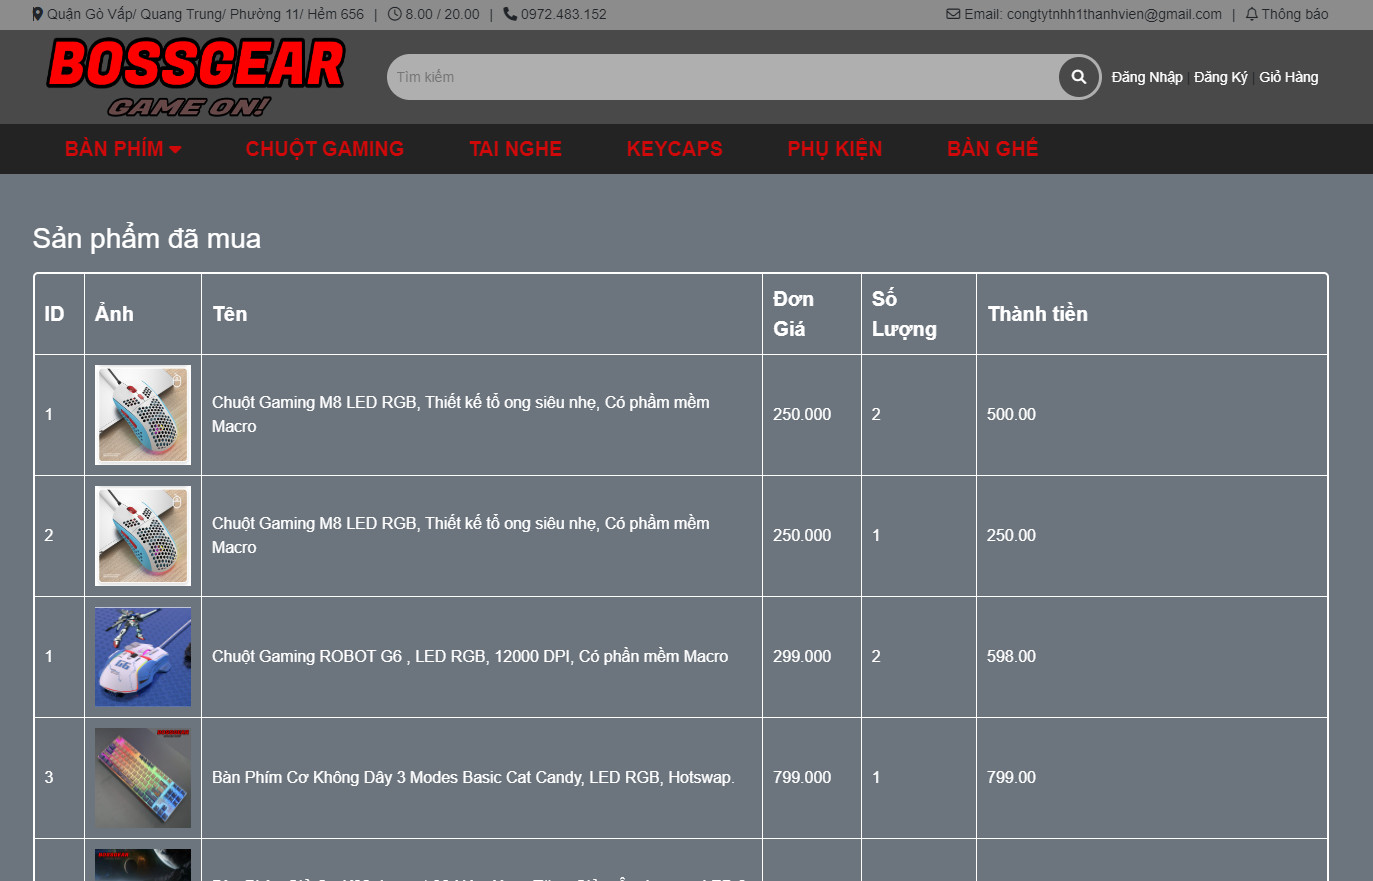 Quận Gò Vấp/ Quang Trung/ Phường 11/ Hẻm 656 | 8.00 / 20.00 | 0972.483.152
Email: congtytnhh1thanhvien@gmail.com | Thông báo
BOSSGEAR
GAME ON!
Tìm kiếm
Đăng Nhập | Đăng Ký | Giỏ Hàng
BÀN PHÍM CHUỘT GAMING TAI NGHE KEYCAPS PHỤ KIỆN BÀN GHẾ
Sản phẩm đã mua
ID Ảnh Tên Đơn Giá Số Lượng Thành tiền
1
Chuột Gaming M8 LED RGB, Thiết kế tổ ong siêu nhẹ, Có phầm mềm
Macro
250.000 2 500.00
2
Chuột Gaming M8 LED RGB, Thiết kế tổ ong siêu nhẹ, Có phầm mềm
Macro
250.000 1 250.00
1 Chuột Gaming ROBOT G6 , LED RGB, 12000 DPI, Có phần mềm Macro 299.000 2 598.00
BOSSGEAR
3 Bàn Phím Cơ Không Dây 3 Modes Basic Cat Candy, LED RGB, Hotswap. 799.000 1 799.00
BOSSGEAR